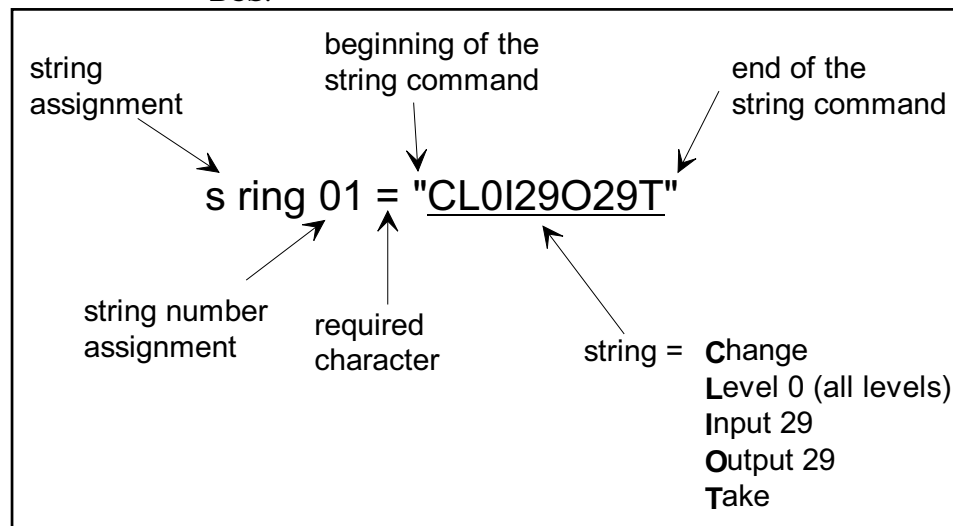 beginning of the
string command
string
assignment
end of the
string command
s ring 01 = "CL0I29O29T"
string number
assignment
required
character
string = Change
Level 0 (all levels)
Input 29
Output 29
Take